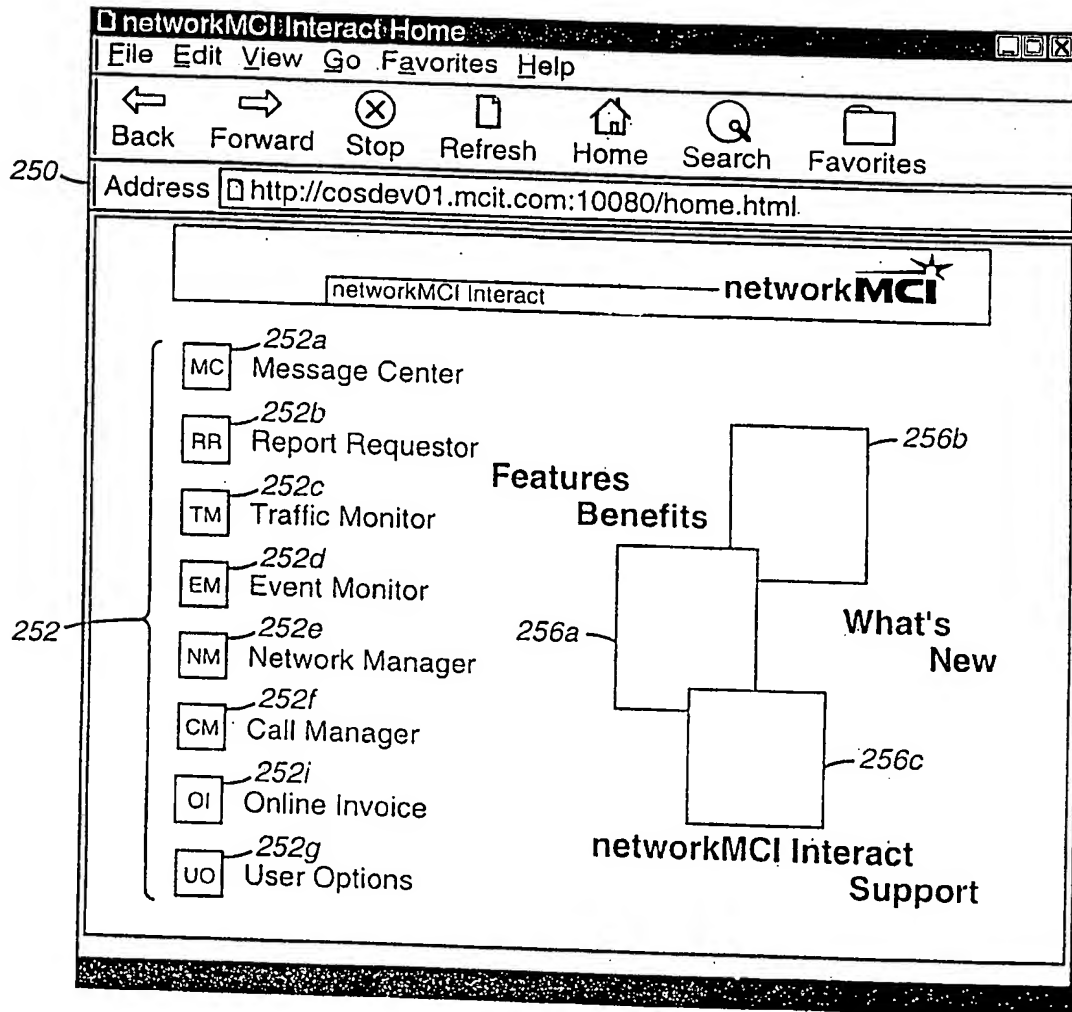 networkMCI Interact Home
File Edit View Go Favorites Help
Back Forward Stop Refresh Home Search Favorites
250
Address http://cosdev01.mcit.com:10080/home.html
networkMCI Interact
networkMCI
252
MC 252a Message Center
RR 252b Report Requestor
TM 252c Traffic Monitor
EM 252d Event Monitor
NM 252e Network Manager
CM 252f Call Manager
OI 252i Online Invoice
UO 252g User Options
Features
Benefits
256b
256a
What's
New
256c
networkMCI Interact
Support